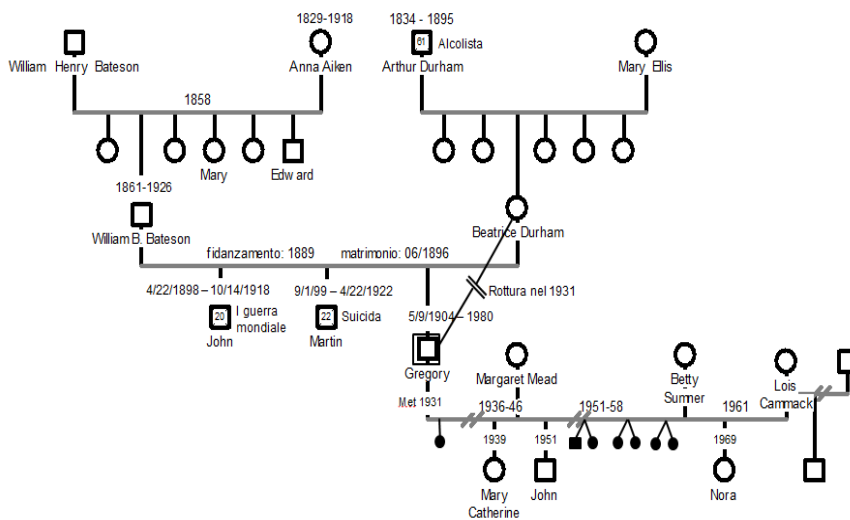 1829-1918
1834 - 1895
61 Alcolista
William Henry Bateson
Anna Aiken
Arthur Durham
Mary Ellis
1858
Mary
Edward
1861-1926
William B. Bateson
Beatrice Durham
fidanzamento: 1889
matrimonio: 06/1896
Rottura nel 1931
4/22/1898 – 10/14/1918
9/1/99 – 4/22/1922
5/9/1904 – 1980
20
I guerra
mondiale
22
Suicida
John
Martin
Gregory
Margaret Mead
Betty
Sumner
Lois
Cammack
Met 1931
1936-46
1951-58
1961
1939
1951
1969
Mary
Catherine
John
Nora